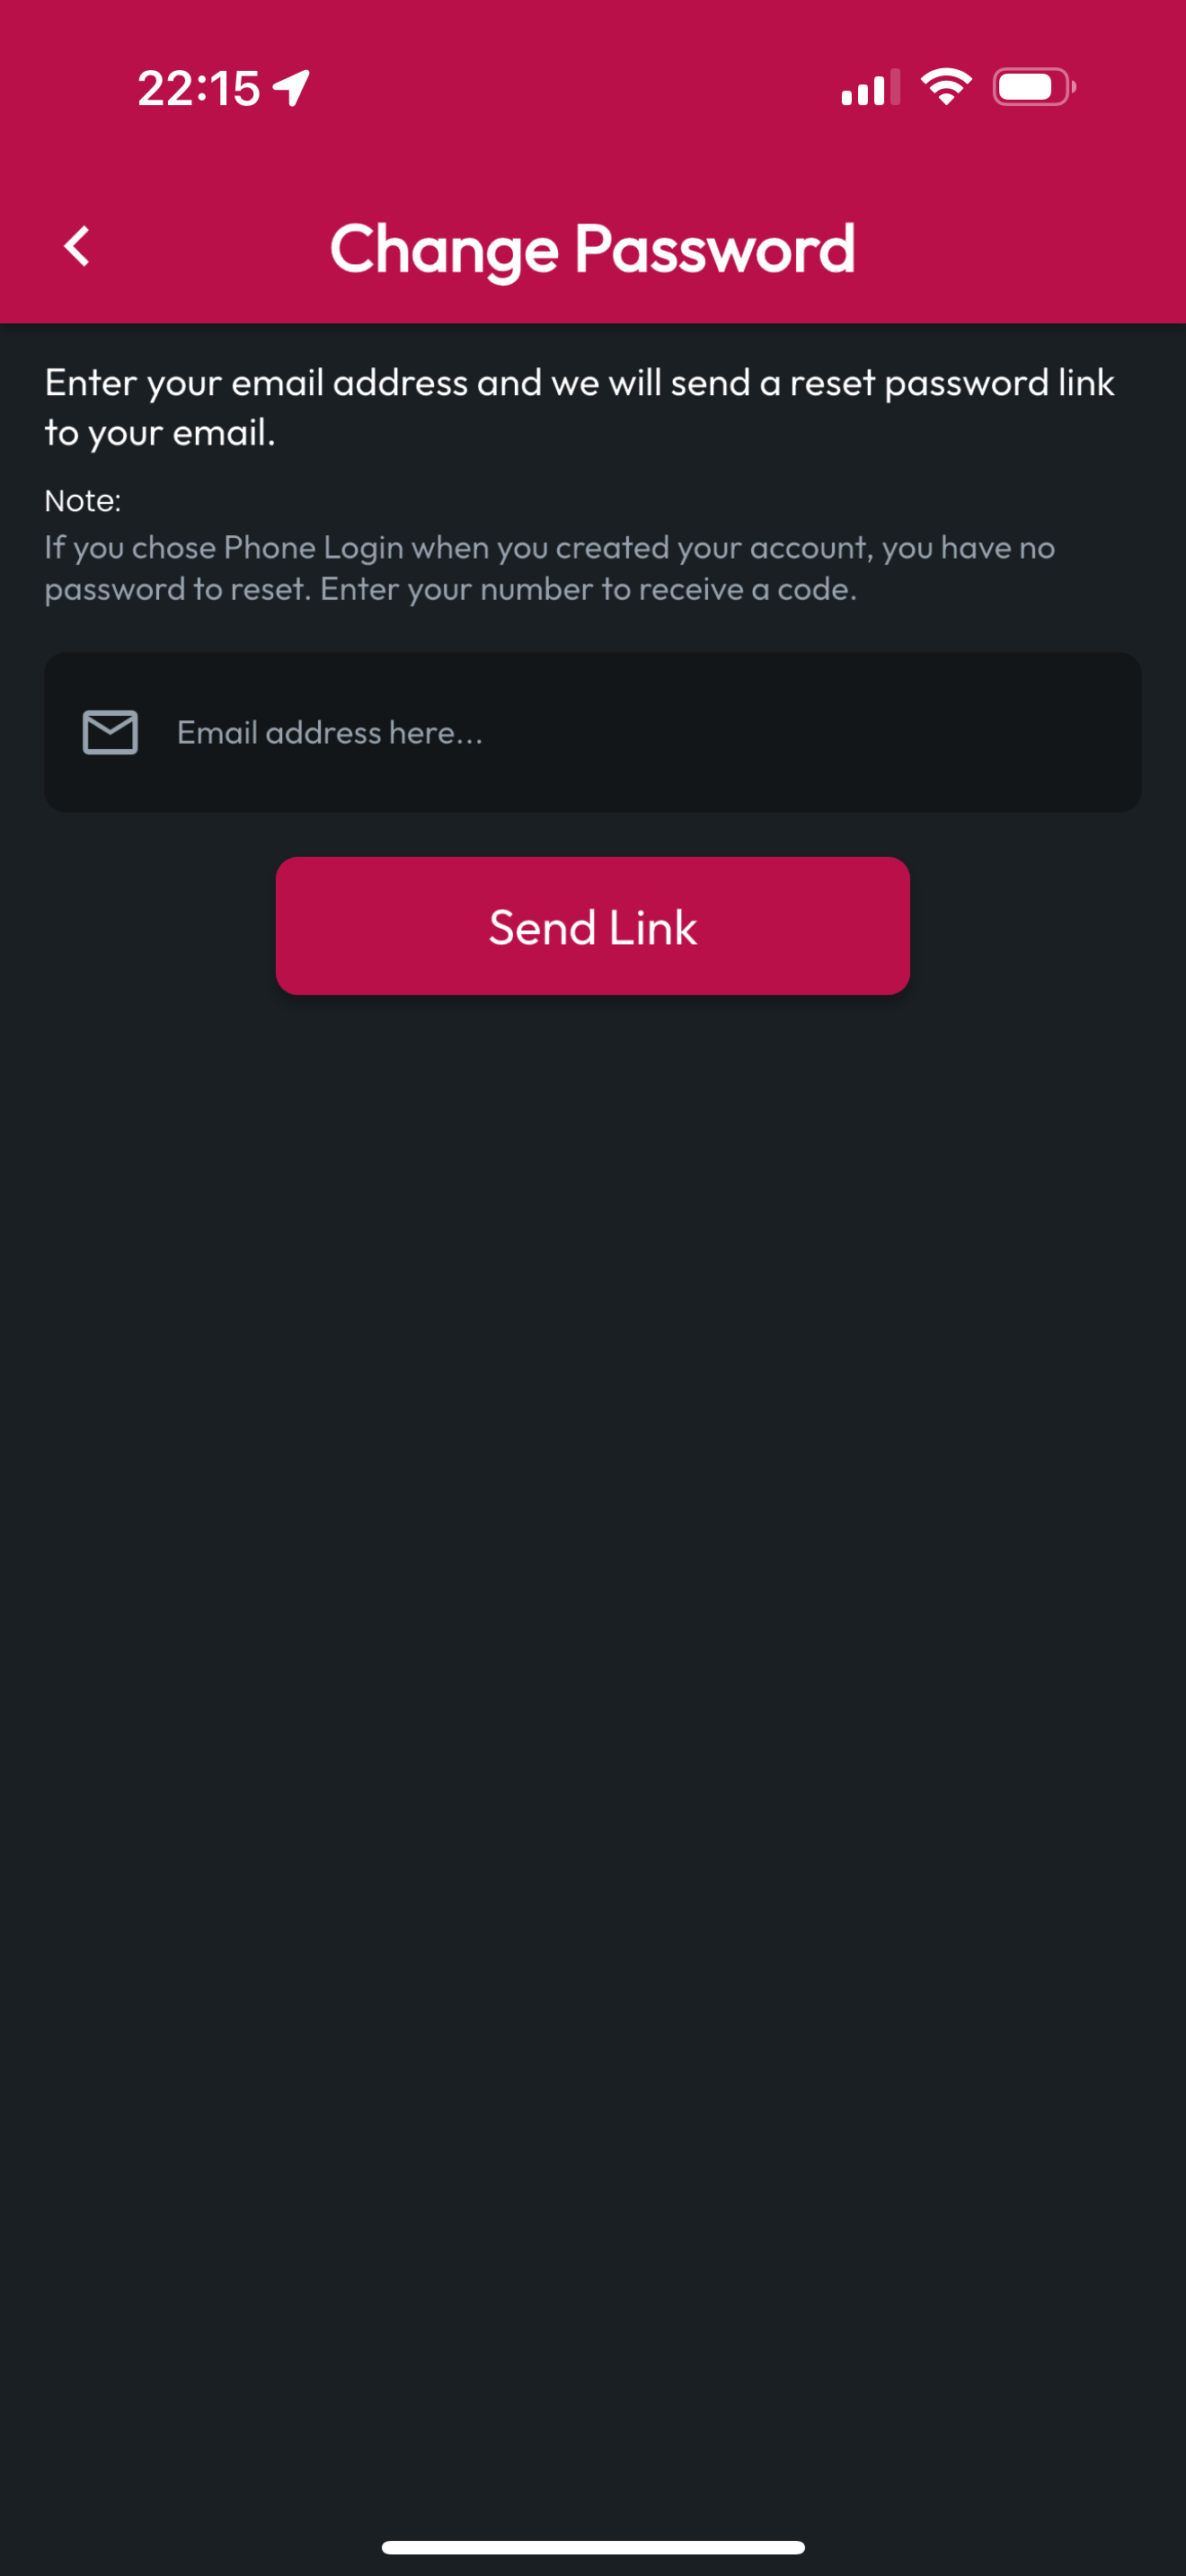 22:15
Change Password
Enter your email address and we will send a reset password link
to your email.
Note:
If you chose Phone Login when you created your account, you have no
password to reset. Enter your number to receive a code.
Email address here...
Send Link